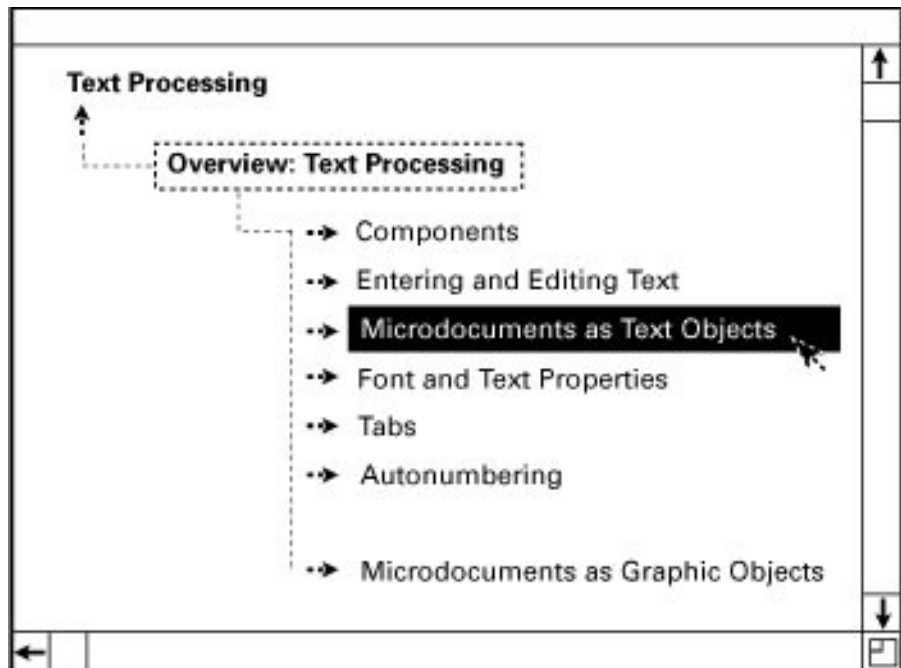 Text Processing
Overview: Text Processing
Components
Entering and Editing Text
Microdocuments as Text Objects
Font and Text Properties
Tabs
Autonumbering
Microdocuments as Graphic Objects